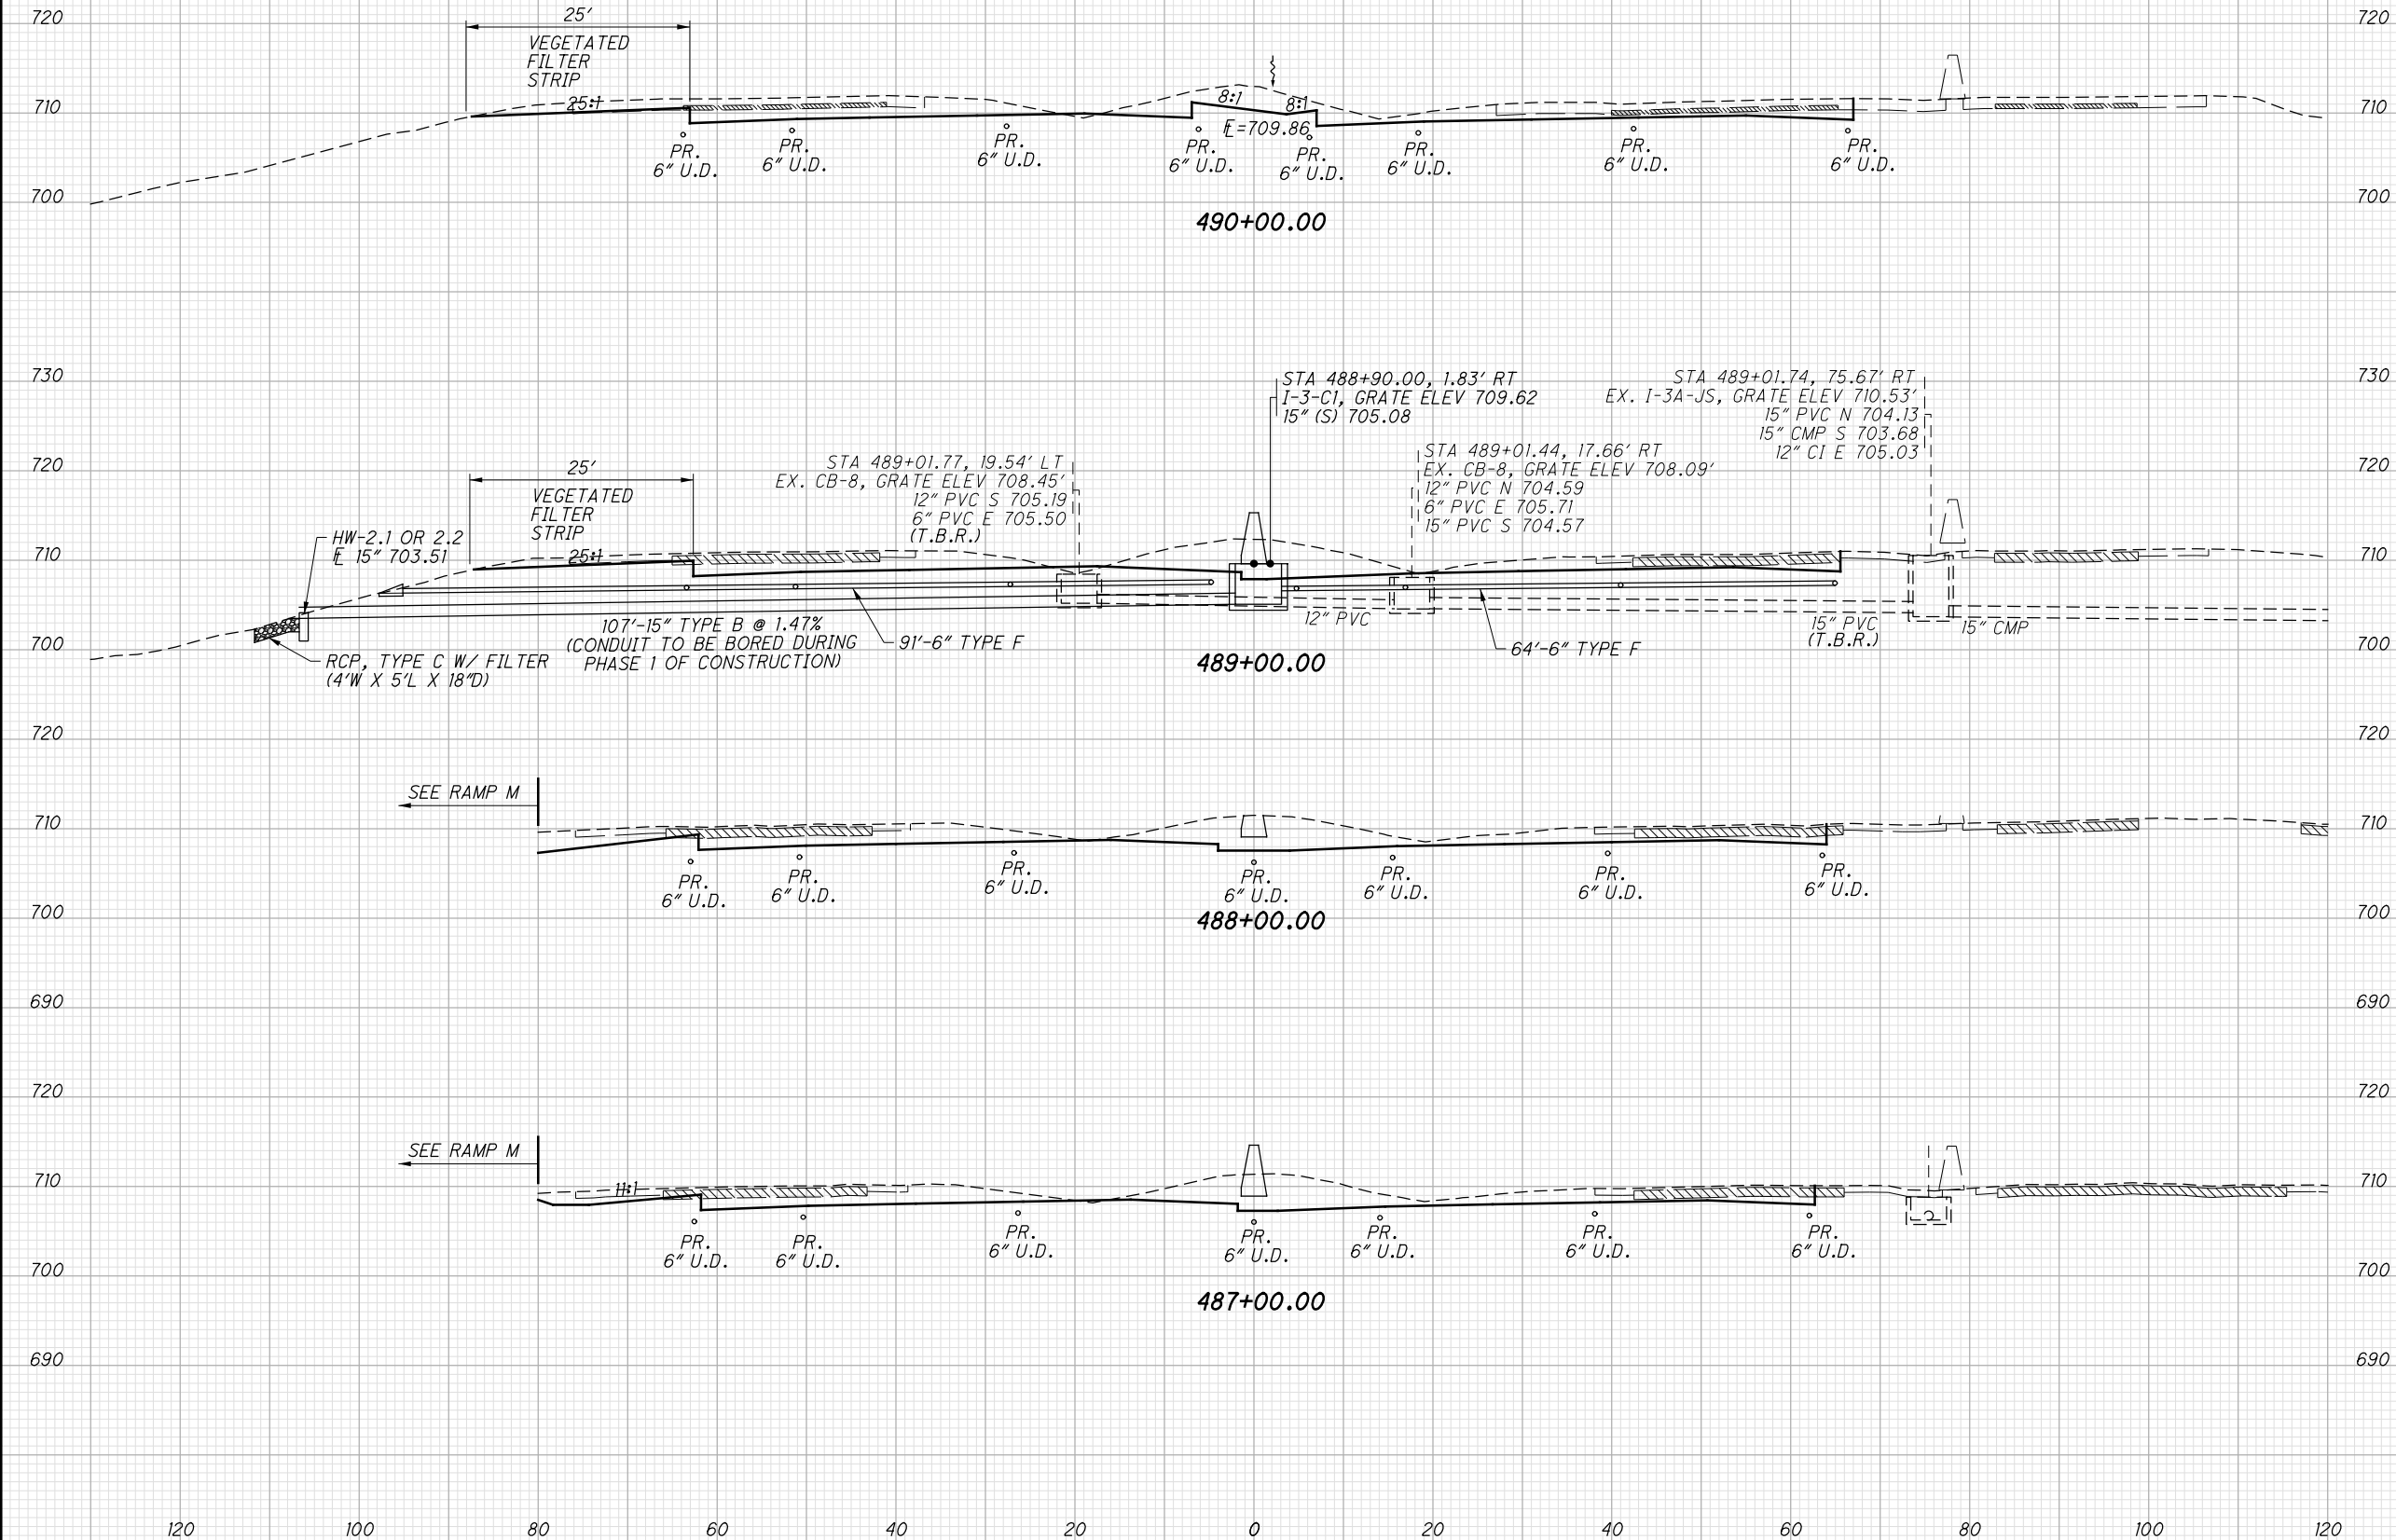 720
720
25'
VEGETATED
FILTER
STRIP
25:1
8:1
8:1
710
710
℄=709.86
PR.
6" U.D.
PR.
6" U.D.
PR.
6" U.D.
PR.
6" U.D.
PR.
6" U.D.
PR.
6" U.D.
PR.
6" U.D.
PR.
6" U.D.
700
700
490+00.00
730
730
STA 488+90.00, 1.83' RT
I-3-C1, GRATE ELEV 709.62
15" (S) 705.08
STA 489+01.74, 75.67' RT
EX. I-3A-JS, GRATE ELEV 710.53'
15" PVC N 704.13
15" CMP S 703.68
12" CI E 705.03
STA 489+01.44, 17.66' RT
EX. CB-8, GRATE ELEV 708.09'
12" PVC N 704.59
6" PVC E 705.71
15" PVC S 704.57
STA 489+01.77, 19.54' LT
EX. CB-8, GRATE ELEV 708.45'
12" PVC S 705.19
6" PVC E 705.50
(T.B.R.)
720
720
25'
VEGETATED
FILTER
STRIP
25:1
HW-2.1 OR 2.2
℄ 15" 703.51
710
710
107'-15" TYPE B @ 1.47%
(CONDUIT TO BE BORED DURING
PHASE 1 OF CONSTRUCTION)
91'-6" TYPE F
12" PVC
64'-6" TYPE F
15" PVC
(T.B.R.)
15" CMP
700
700
RCP, TYPE C W/ FILTER
(4'W X 5'L X 18"D)
489+00.00
720
720
SEE RAMP M
710
710
PR.
6" U.D.
PR.
6" U.D.
PR.
6" U.D.
PR.
6" U.D.
PR.
6" U.D.
PR.
6" U.D.
PR.
6" U.D.
700
700
488+00.00
690
690
720
720
SEE RAMP M
710
710
11:1
PR.
6" U.D.
PR.
6" U.D.
PR.
6" U.D.
PR.
6" U.D.
PR.
6" U.D.
PR.
6" U.D.
PR.
6" U.D.
700
700
487+00.00
690
690
120 100 80 60 40 20 0 20 40 60 80 100 120